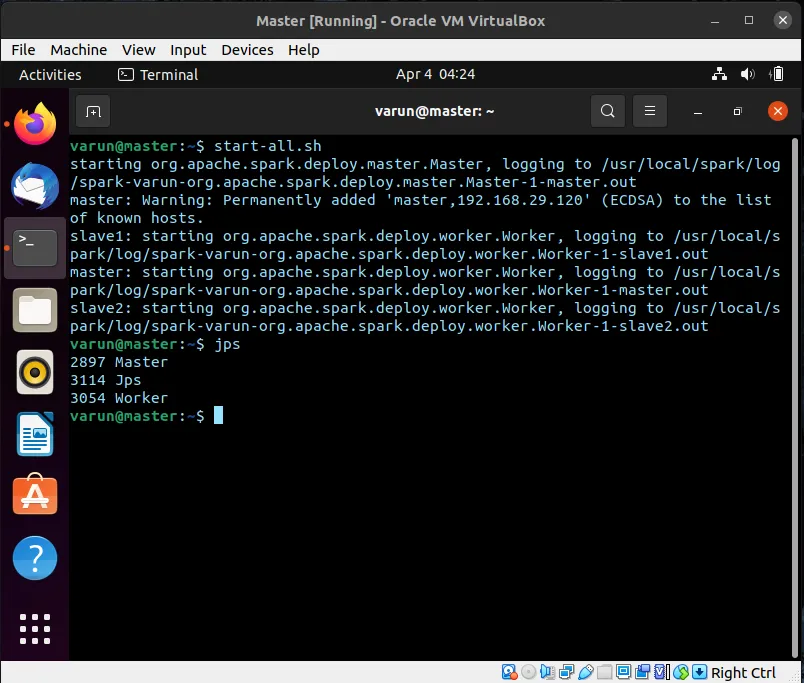 Master [Running] - Oracle VM VirtualBox
File Machine View Input Devices Help
Activities Terminal Apr 4 04:24
varun@master: ~
varun@master:~$ start-all.sh
starting org.apache.spark.deploy.master.Master, logging to /usr/local/spark/log
/spark-varun-org.apache.spark.deploy.master.Master-1-master.out
master: Warning: Permanently added 'master,192.168.29.120' (ECDSA) to the list
of known hosts.
slave1: starting org.apache.spark.deploy.worker.Worker, logging to /usr/local/s
park/log/spark-varun-org.apache.spark.deploy.worker.Worker-1-slave1.out
master: starting org.apache.spark.deploy.worker.Worker, logging to /usr/local/s
park/log/spark-varun-org.apache.spark.deploy.worker.Worker-1-master.out
slave2: starting org.apache.spark.deploy.worker.Worker, logging to /usr/local/s
park/log/spark-varun-org.apache.spark.deploy.worker.Worker-1-slave2.out
varun@master:~$ jps
2897 Master
3114 Jps
3054 Worker
varun@master:~$
Right Ctrl